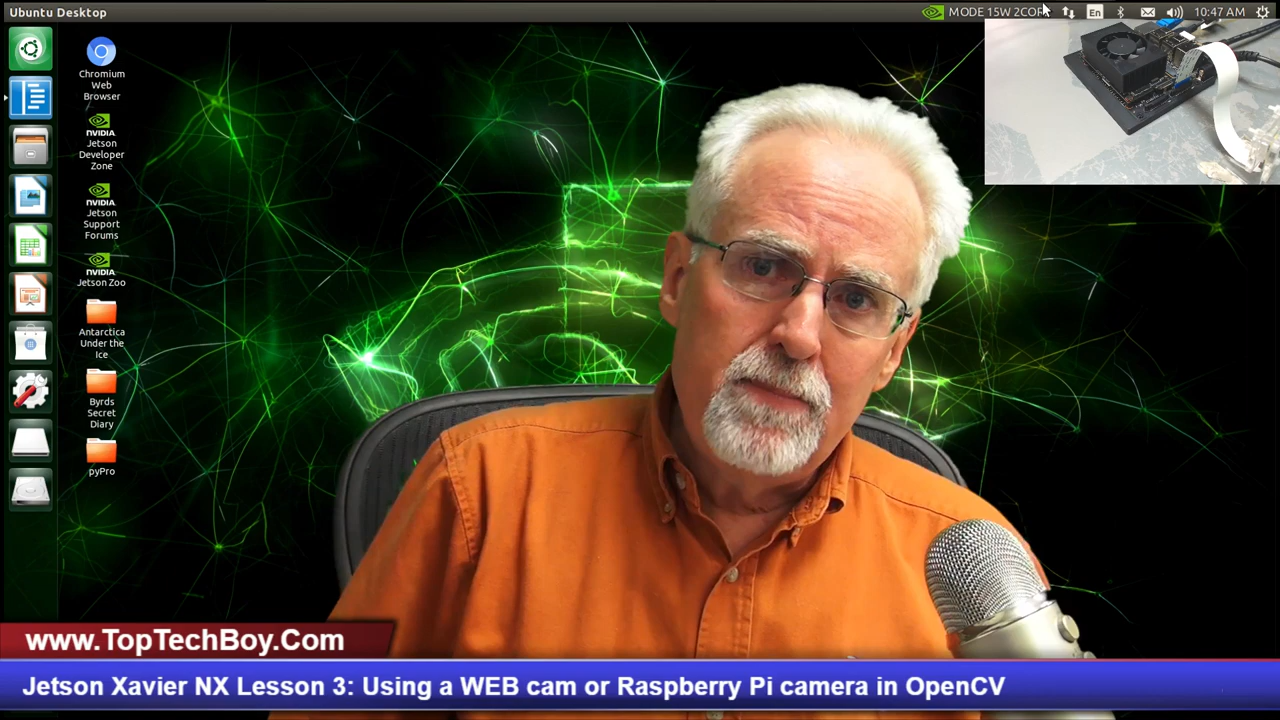 Ubuntu Desktop
MODE 15W 2COR
En
10:47 AM
Chromium
Web
Browser
NVIDIA
Jetson
Developer
Zone
NVIDIA
Jetson
Support
Forums
NVIDIA
Jetson Zoo
Antarctica
Under the
Ice
Byrds
Secret
Diary
pyPro
www.TopTechBoy.Com
Jetson Xavier NX Lesson 3: Using a WEB cam or Raspberry Pi camera in OpenCV